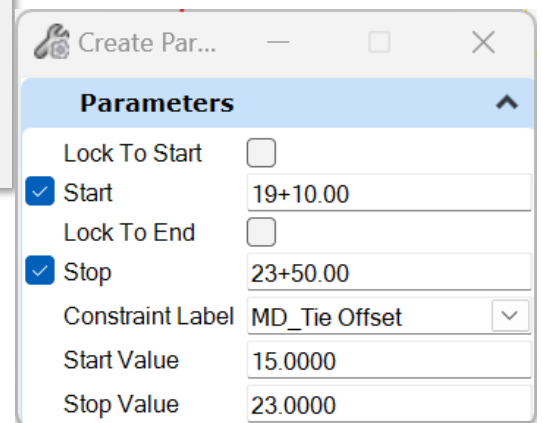 Create Par...
Parameters
Lock To Start
Start 19+10.00
Lock To End
Stop 23+50.00
Constraint Label MD_Tie Offset
Start Value 15.0000
Stop Value 23.0000